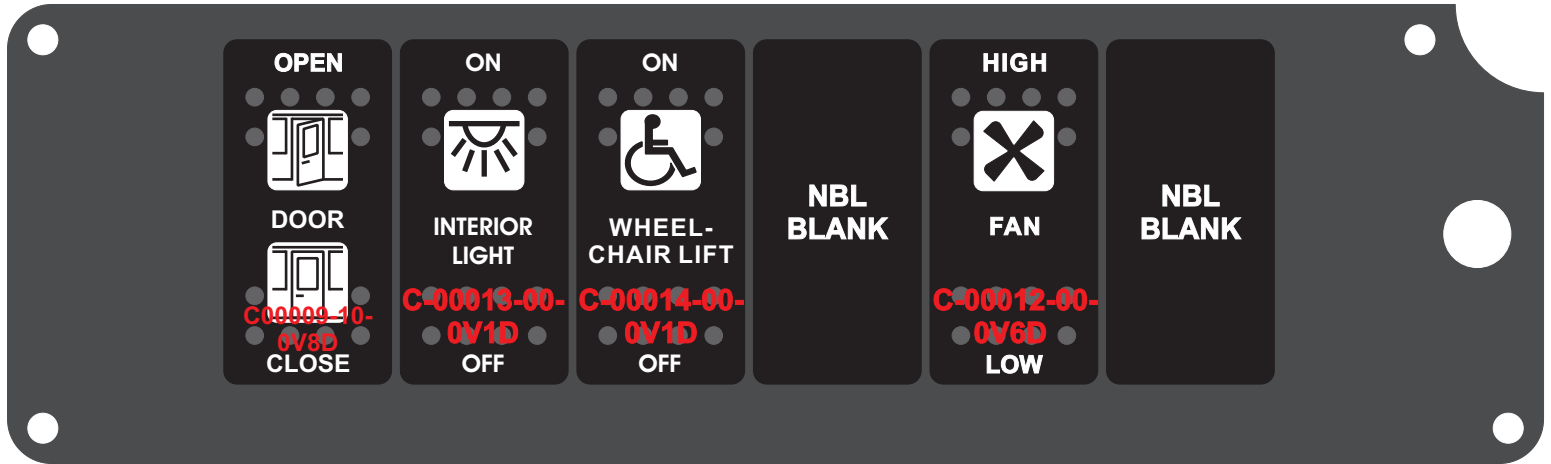 OPEN
DOOR
C00009-10-
0V8D
CLOSE
ON
INTERIOR
LIGHT
C-00013-00-
0V1D
OFF
ON
WHEEL-
CHAIR LIFT
C-00014-00-
0V1D
OFF
NBL
BLANK
HIGH
FAN
C-00012-00-
0V6D
LOW
NBL
BLANK